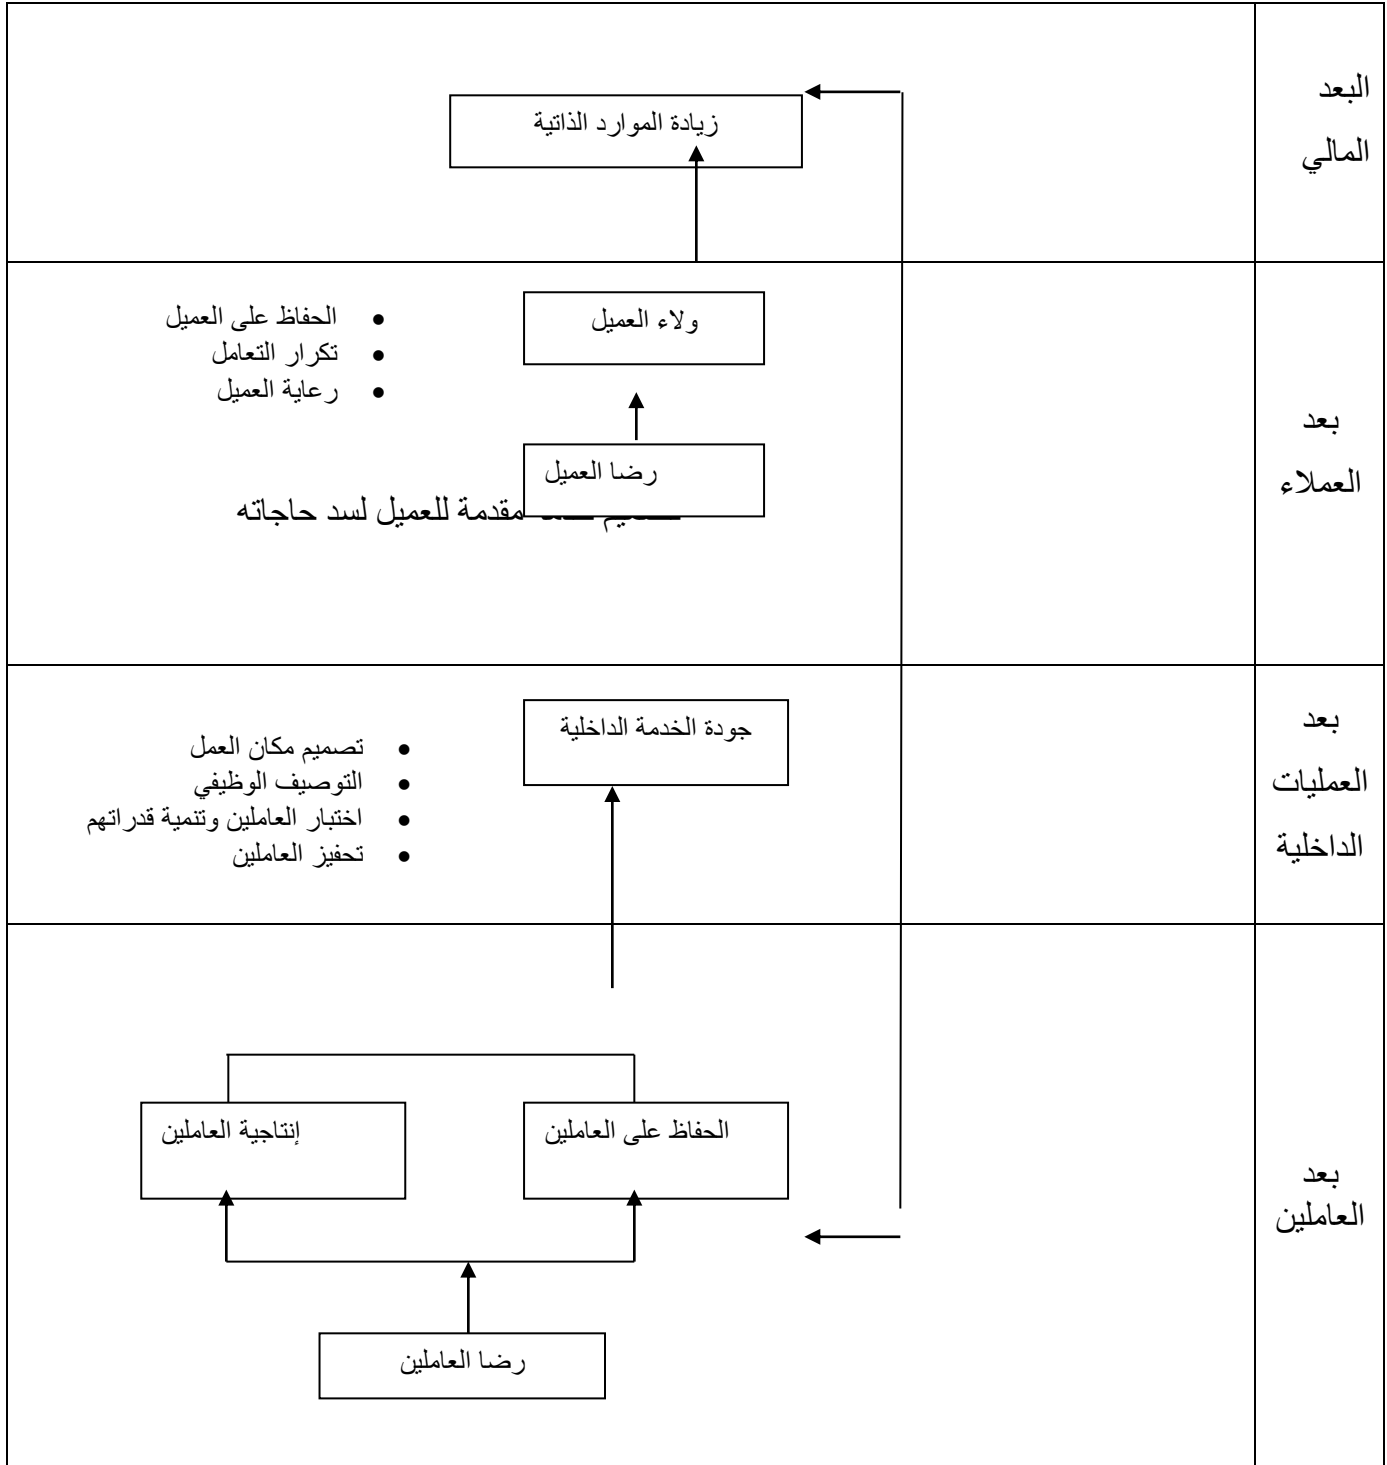 البعد
المالي
زيادة الموارد الذاتية
بعد
العملاء
ولاء العميل
الحفاظ على العميل
تكرار التعامل
رعاية العميل
رضا العميل
مقدمة للعميل لسد حاجاته
بعد
العمليات
الداخلية
جودة الخدمة الداخلية
تصميم مكان العمل
التوصيف الوظيفي
اختبار العاملين وتنمية قدراتهم
تحفيز العاملين
بعد
العاملين
الحفاظ على العاملين
إنتاجية العاملين
رضا العاملين